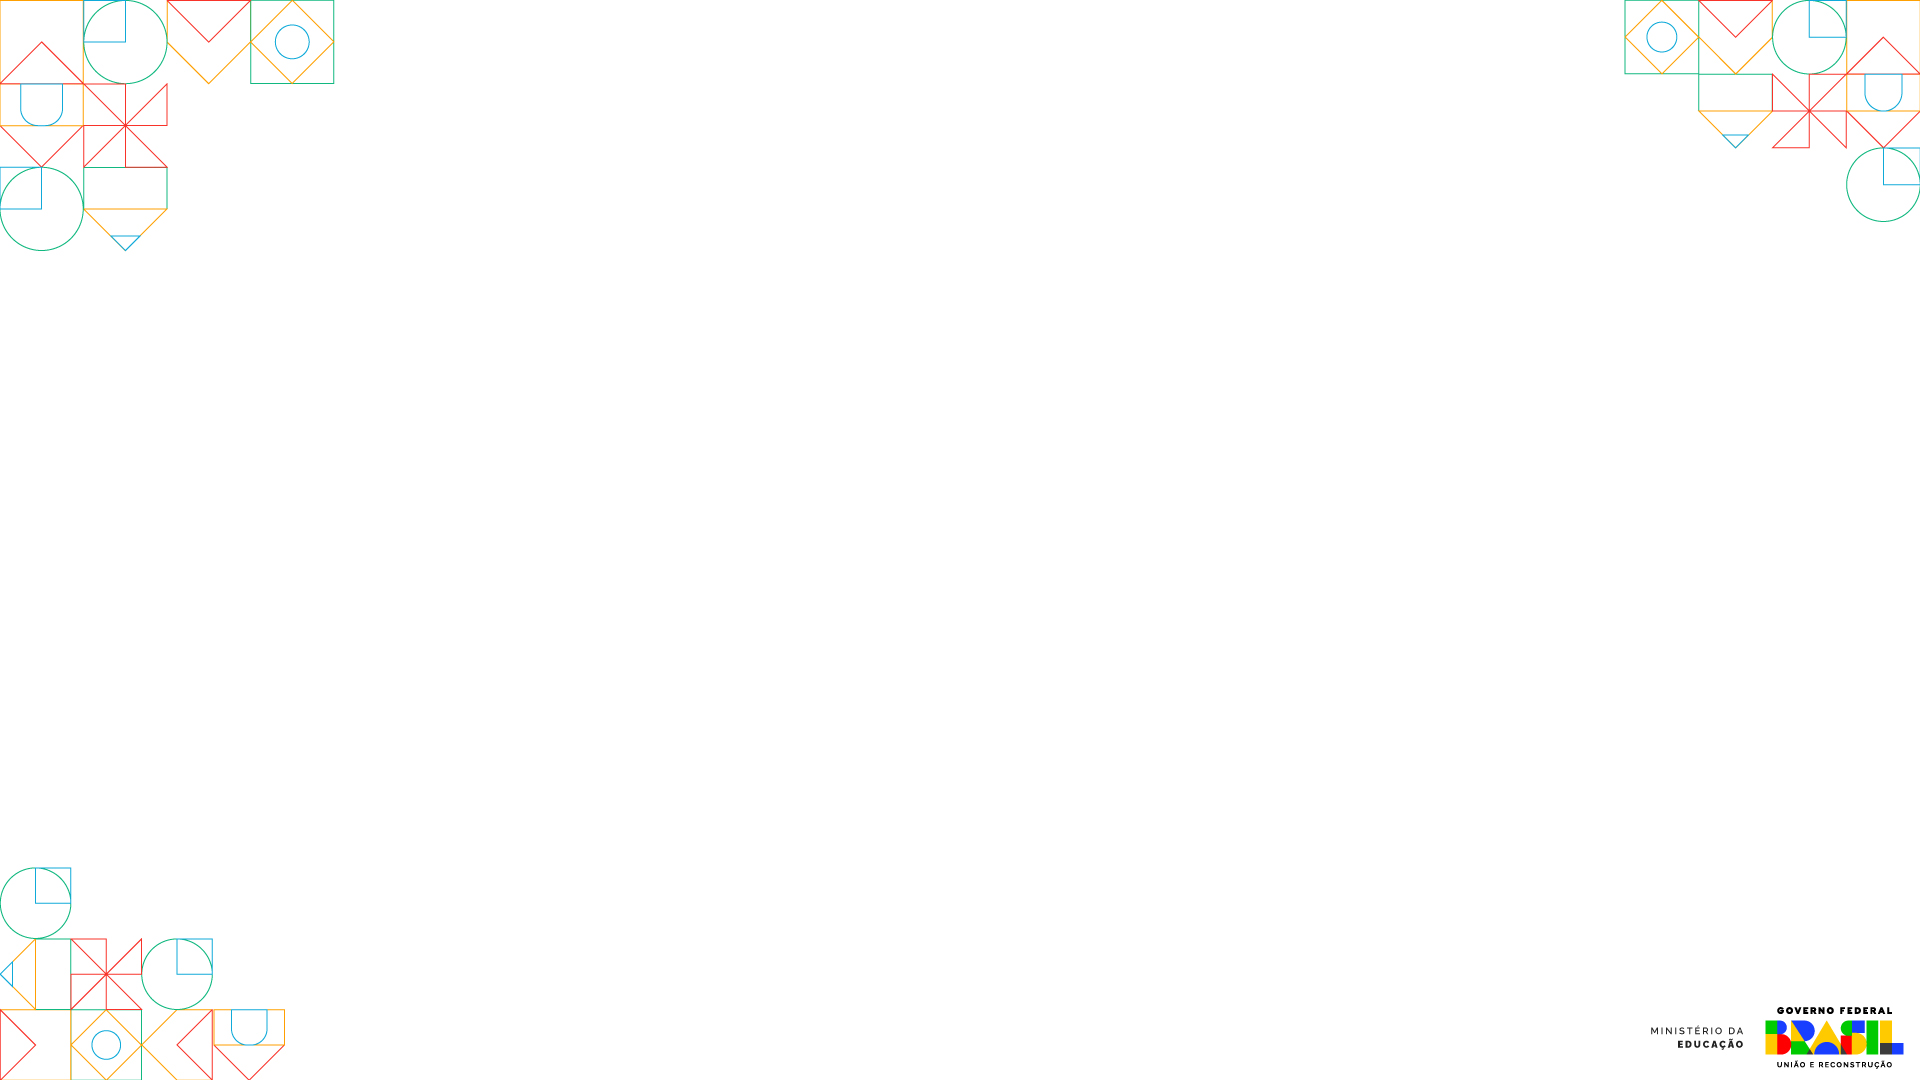 MINISTÉRIO DA
EDUCAÇÃO
GOVERNO FEDERAL
BRASIL
UNIÃO E RECONSTRUÇÃO